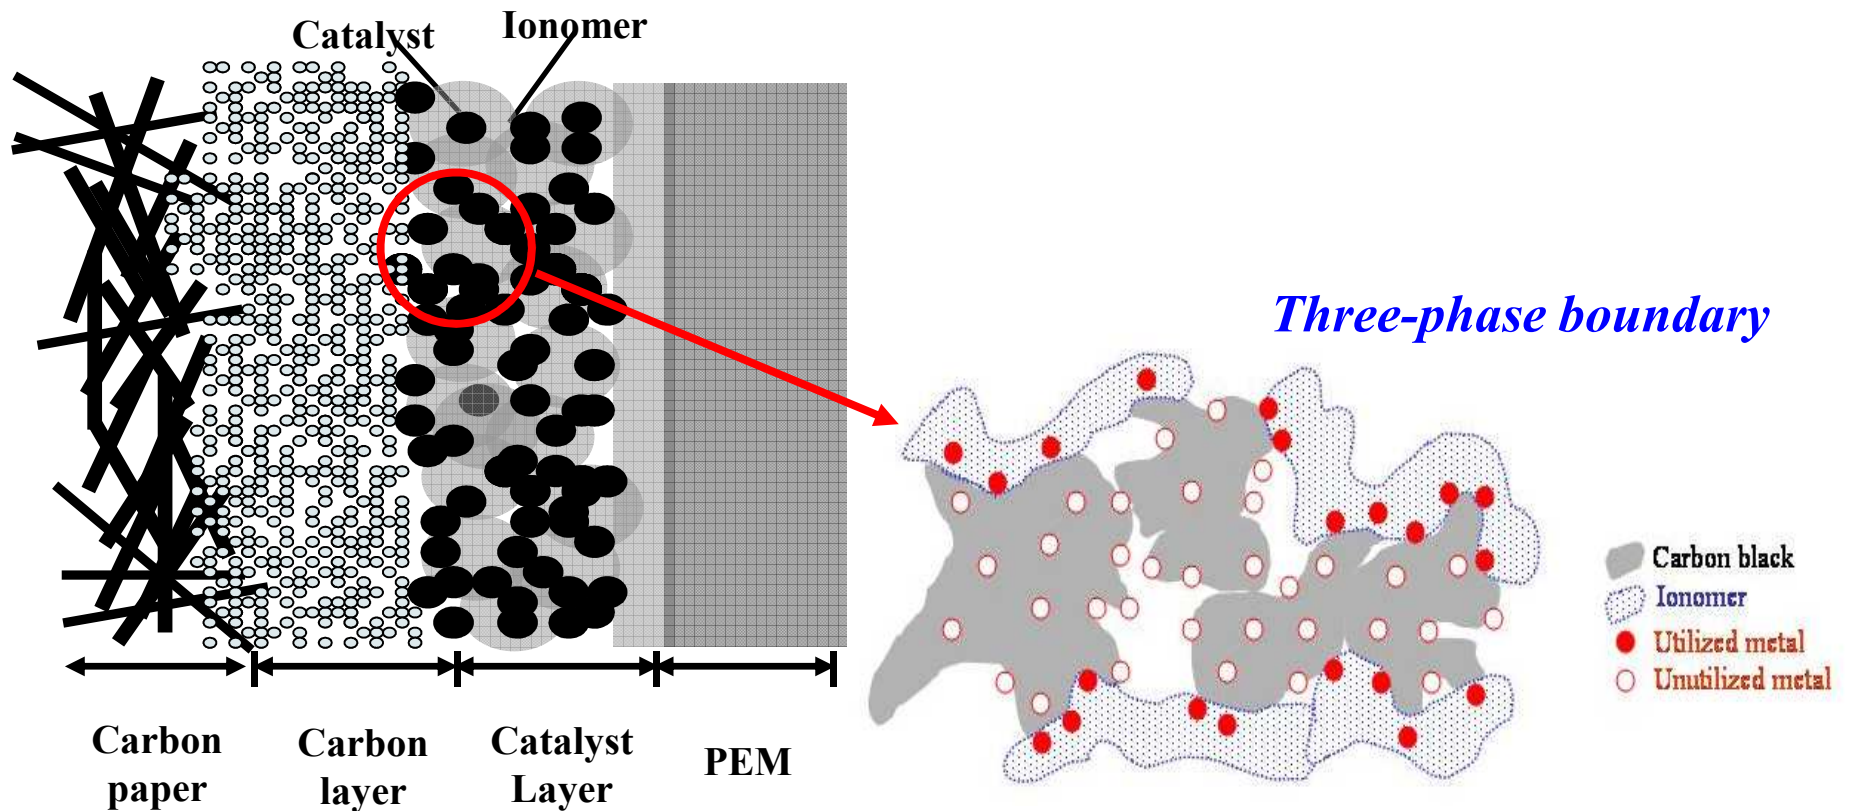 Catalyst
Ionomer
Three-phase boundary
Carbon black
Ionomer
Utilized metal
Unutilized metal
Carbon
paper
Carbon
layer
Catalyst
Layer
PEM